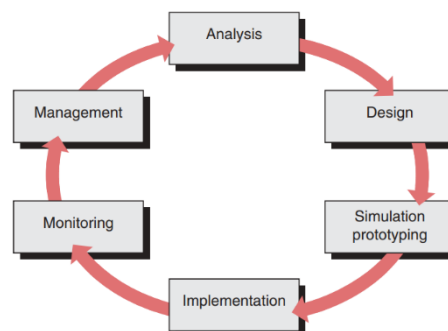 Analysis
Design
Simulation
prototyping
Implementation
Monitoring
Management